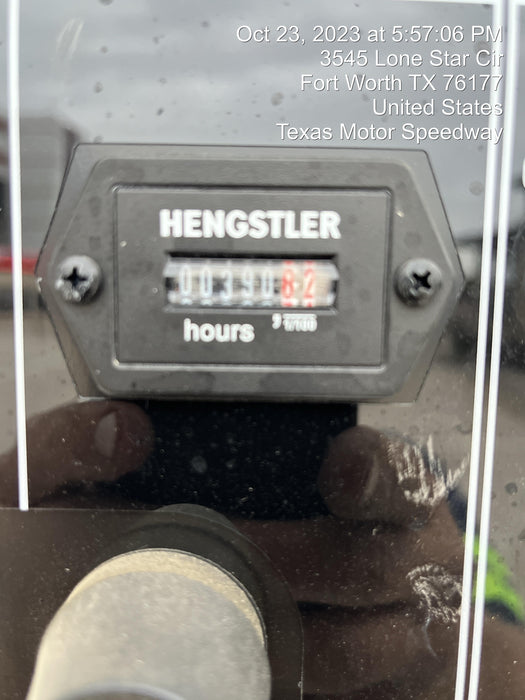 Oct 23, 2023 at 5:57:06 PM
3545 Lone Star Cir
Fort Worth TX 76177
United States
Texas Motor Speedway
HENGSTLER
0039082
hours , 1/100